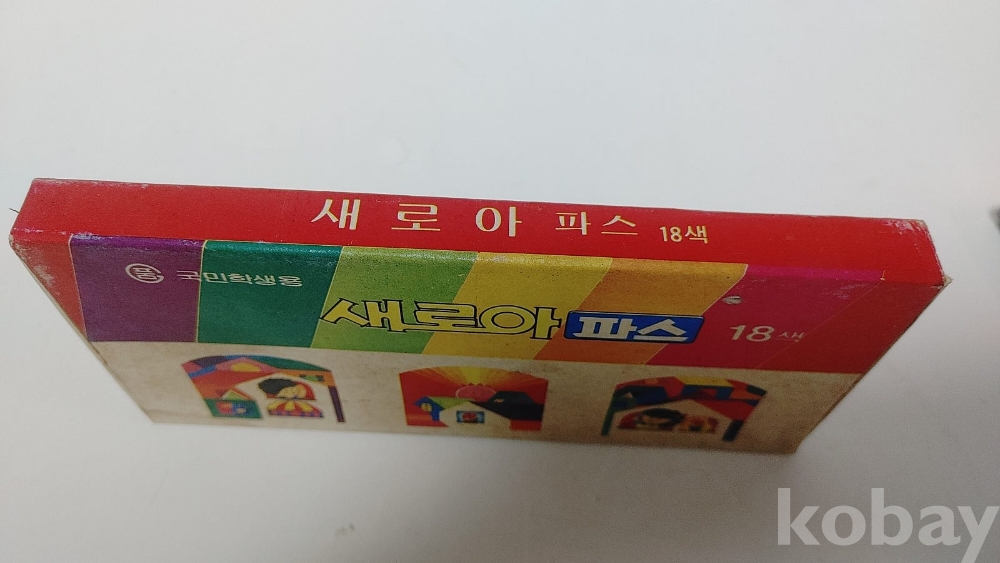 새로아 파스 18색
국민학생용
새로아 파스
18색
kobay